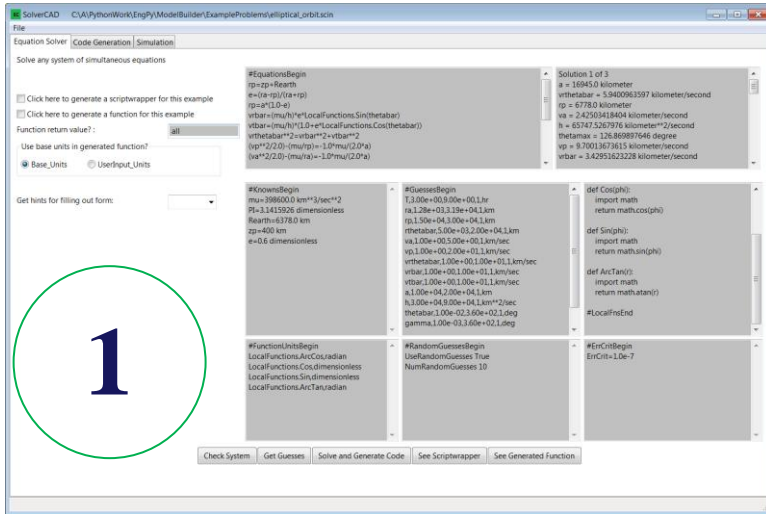 SolverCAD C:\A\PythonWork\EngPy\ModelBuilder\ExampleProblems\elliptical_orbit.scin
File
Equation Solver Code Generation Simulation
Solve any system of simultaneous equations
Click here to generate a scriptwrapper for this example
Click here to generate a function for this example
Function return value? : all
Use base units in generated function?
Base_Units UserInput_Units
Get hints for filling out form:
#EquationsBegin
rp=zp+Rearth
e=(ra-rp)/(ra+rp)
rp=a*(1.0-e)
vrbar=(mu/h)*e*LocalFunctions.Sin(thetabar)
vtbar=(mu/h)*(1.0+e*LocalFunctions.Cos(thetabar))
vrthetabar**2=vrbar**2+vtbar**2
(vp**2/2.0)-(mu/rp)=-1.0*mu/(2.0*a)
(va**2/2.0)-(mu/ra)=-1.0*mu/(2.0*a)
Solution 1 of 3
a = 16945.0 kilometer
vrthetabar = 5.9400963597 kilometer/second
rp = 6778.0 kilometer
va = 2.42503418404 kilometer/second
h = 65747.5267976 kilometer**2/second
thetamax = 126.869897646 degree
vp = 9.70013673615 kilometer/second
vrbar = 3.42951623228 kilometer/second
#KnownsBegin
mu=398600.0 km**3/sec**2
PI=3.1415926 dimensionless
Rearth=6378.0 km
zp=400 km
e=0.6 dimensionless
#GuessesBegin
T,3.00e+00,9.00e+00,1,hr
ra,1.28e+03,3.19e+04,1,km
rp,1.50e+04,3.00e+04,1,km
rthetabar,5.00e+03,2.00e+04,1,km
va,1.00e+00,5.00e+00,1,km/sec
vp,1.00e+00,2.00e+01,1,km/sec
vrthetabar,1.00e+00,1.00e+01,1,km/sec
vrbar,1.00e+00,1.00e+01,1,km/sec
vtbar,1.00e+00,1.00e+01,1,km/sec
a,1.00e+04,2.00e+04,1,km
h,3.00e+04,9.00e+04,1,km**2/sec
thetabar,1.00e-02,3.60e+02,1,deg
gamma,1.00e-03,3.60e+02,1,deg
def Cos(phi):
import math
return math.cos(phi)
def Sin(phi):
import math
return math.sin(phi)
def ArcTan(r):
import math
return math.atan(r)
#LocalFnsEnd
1
#FunctionUnitsBegin
LocalFunctions.ArcCos,radian
LocalFunctions.Cos,dimensionless
LocalFunctions.Sin,dimensionless
LocalFunctions.ArcTan,radian
#RandomGuessesBegin
UseRandomGuesses True
NumRandomGuesses 10
#ErrCritBegin
ErrCrit=1.0e-7
Check System Get Guesses Solve and Generate Code See Scriptwrapper See Generated Function